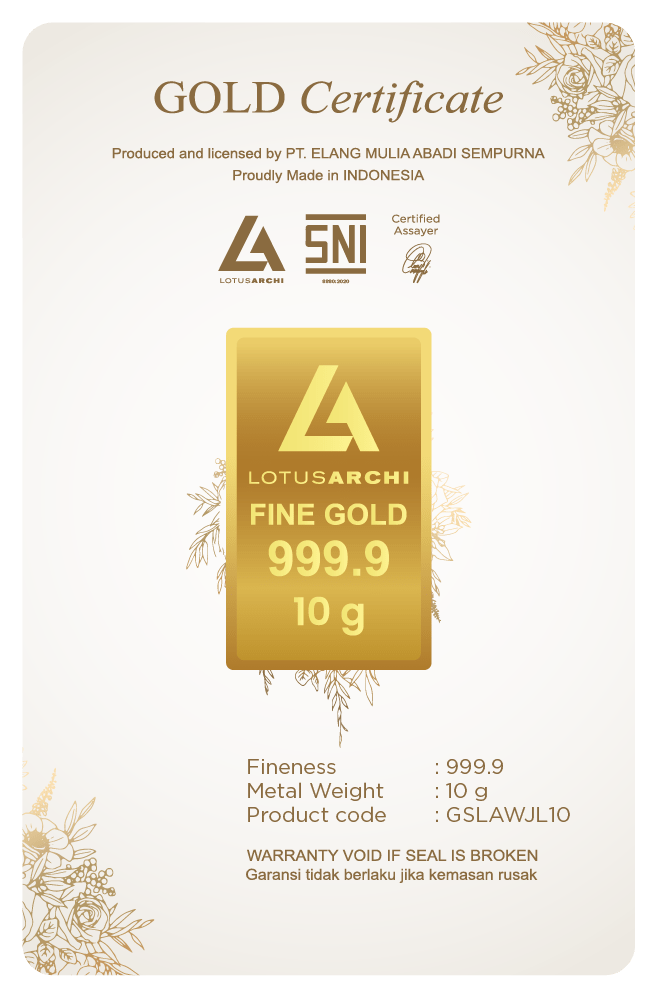 GOLD Certificate
Produced and licensed by PT. ELANG MULIA ABADI SEMPURNA
Proudly Made in INDONESIA
LOTUSARCHI
SNI
8880:2020
Certified
Assayer
LOTUSARCHI
FINE GOLD
999.9
10 g
Fineness : 999.9
Metal Weight : 10 g
Product code : GSLAWJL10
WARRANTY VOID IF SEAL IS BROKEN
Garansi tidak berlaku jika kemasan rusak